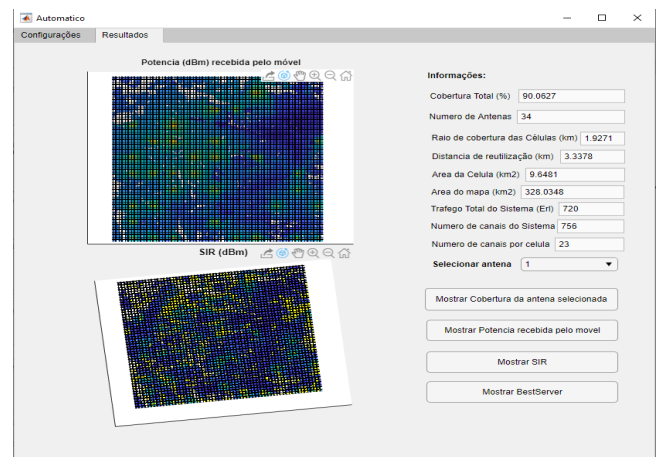 Automatico
Configurações Resultados
Potencia (dBm) recebida pelo móvel
SIR (dBm)
Informações:
Cobertura Total (%) 90.0627
Numero de Antenas 34
Raio de cobertura das Células (km) 1.9271
Distancia de reutilização (km) 3.3378
Area da Celula (km2) 9.6481
Area do mapa (km2) 328.0348
Trafego Total do Sistema (Erl) 720
Numero de canais do Sistema 756
Numero de canais por celula 23
Selecionar antena 1
Mostrar Cobertura da antena selecionada
Mostrar Potencia recebida pelo movel
Mostrar SIR
Mostrar BestServer